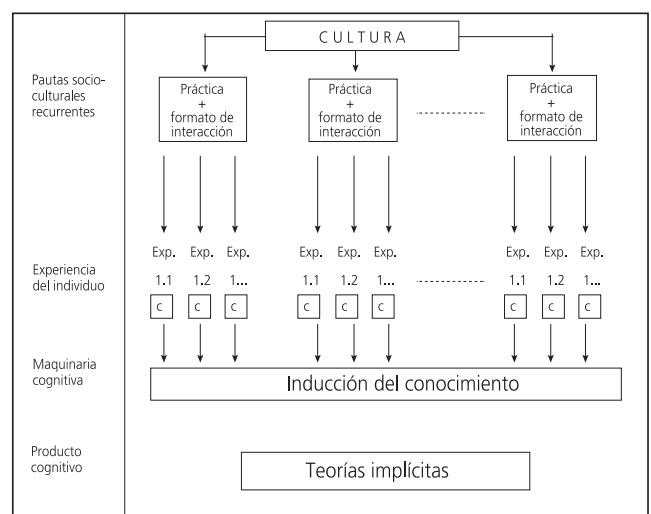 CULTURA
Pautas socio-
culturales
recurrentes
Práctica
+
formato de
interacción
Práctica
+
formato de
interacción
Práctica
+
formato de
interacción
Experiencia
del individuo
Exp. Exp. Exp. Exp. Exp. Exp. Exp. Exp. Exp.
1.1 1.2 1... 1.1 1.2 1... 1.1 1.2 1...
c c c c c c c c c
Maquinaria
cognitiva
Inducción del conocimiento
Producto
cognitivo
Teorías implícitas